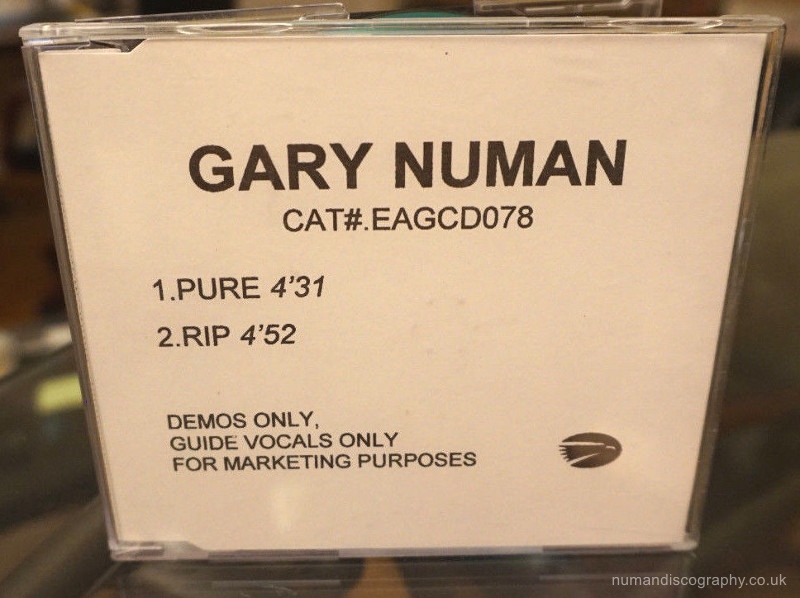 GARY NUMAN
CAT#.EAGCD078
1.PURE 4'31
2.RIP 4'52
DEMOS ONLY,
GUIDE VOCALS ONLY
FOR MARKETING PURPOSES
numandiscography.co.uk